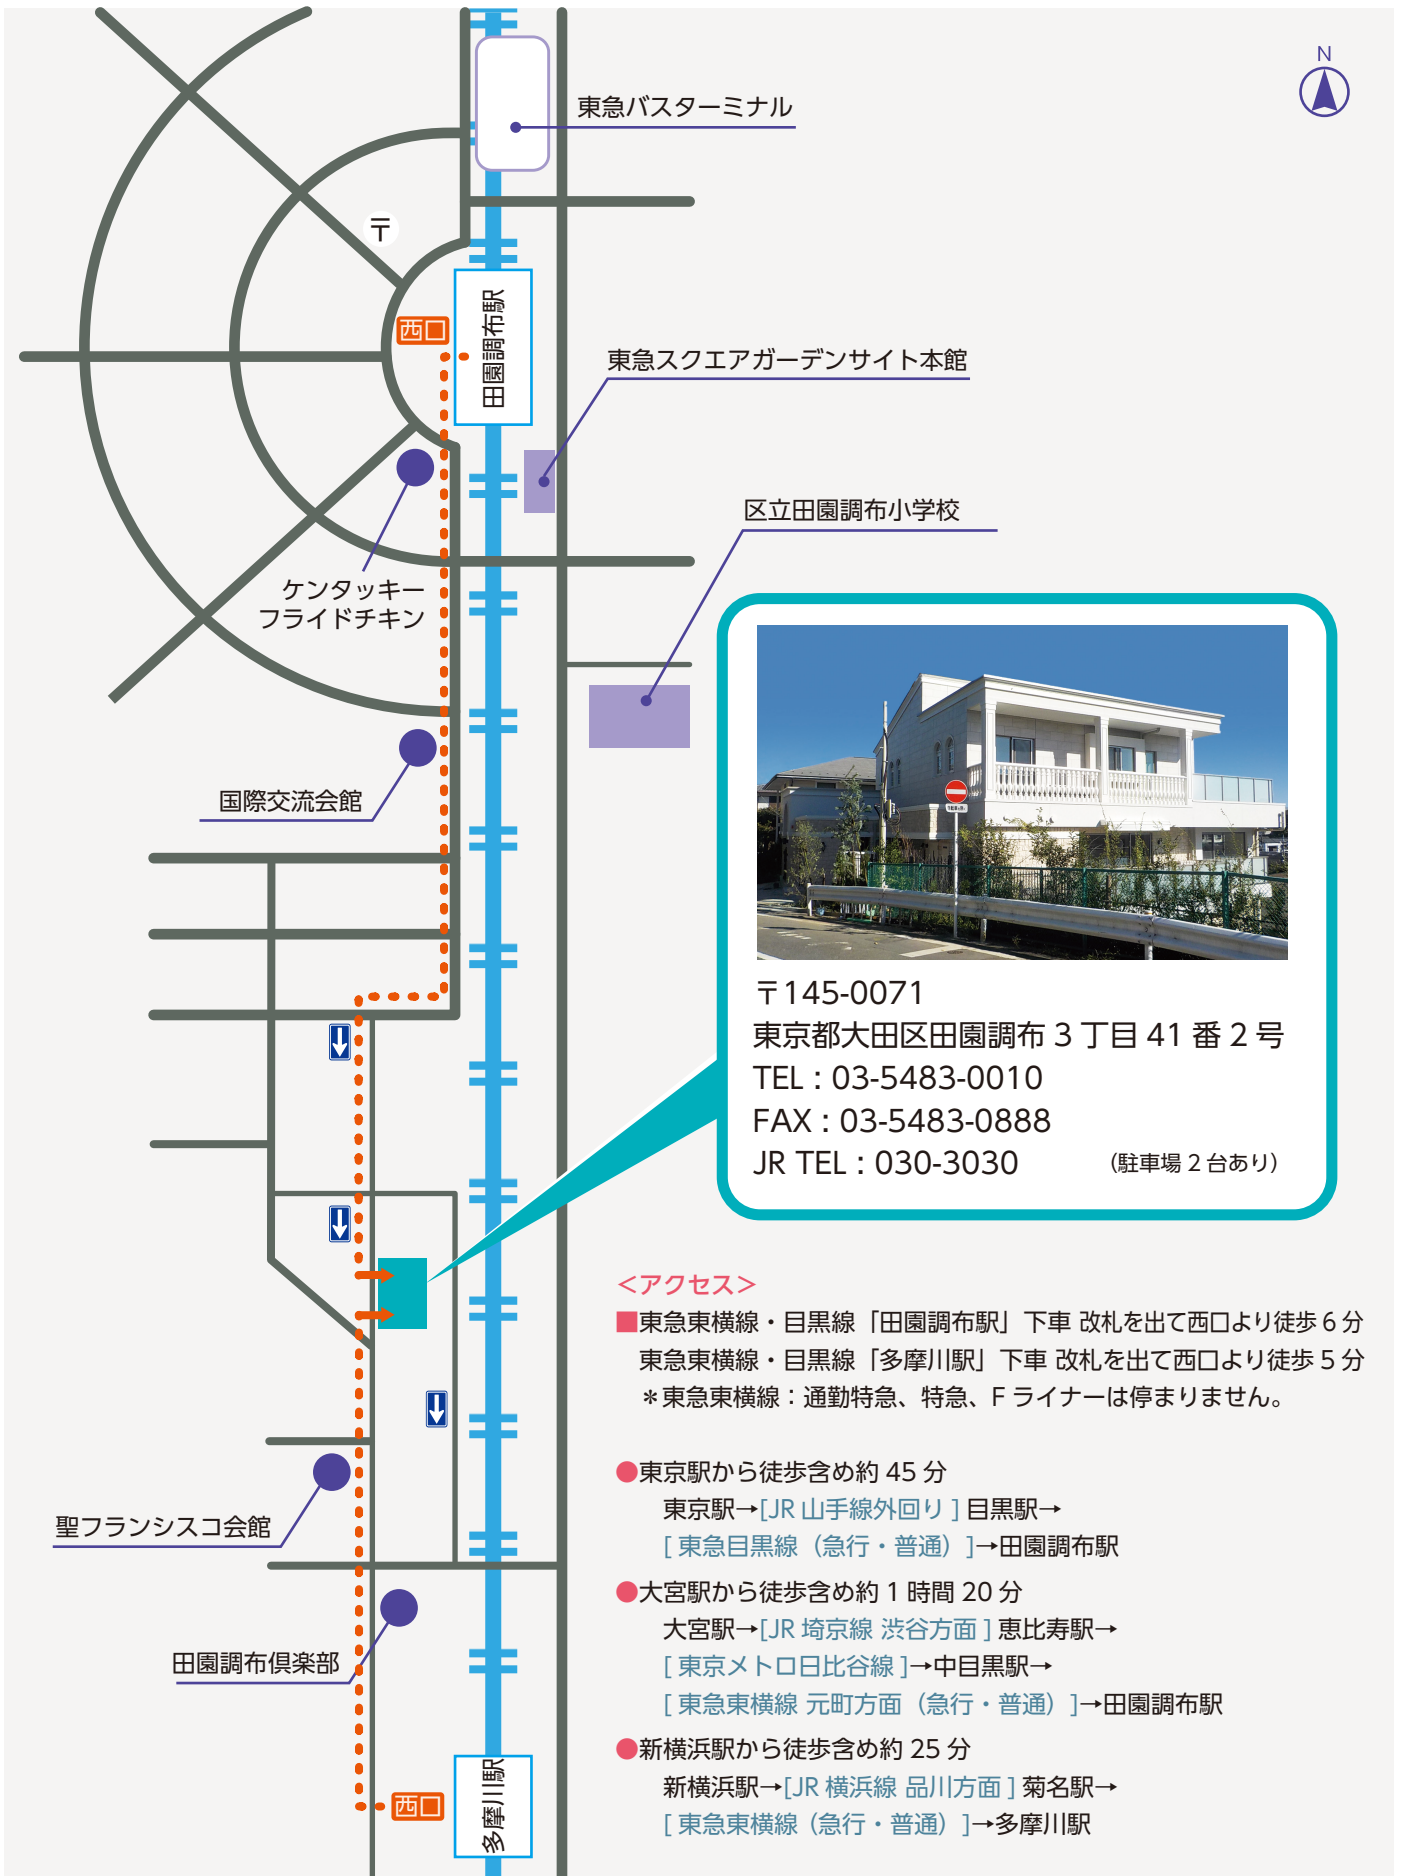 N
東急バスターミナル
〒
西口
田園調布駅
東急スクエアガーデンサイト本館
区立田園調布小学校
ケンタッキー
フライドチキン
国際交流会館
〒145-0071
東京都大田区田園調布 3 丁目 41 番 2 号
TEL : 03-5483-0010
FAX : 03-5483-0888
JR TEL : 030-3030
（駐車場 2 台あり）
<アクセス>
■東急東横線・目黒線「田園調布駅」下車 改札を出て西口より徒歩 6 分
東急東横線・目黒線「多摩川駅」下車 改札を出て西口より徒歩 5 分
＊東急東横線：通勤特急、特急、F ライナーは停まりません。
●東京駅から徒歩含め約 45 分
東京駅→[JR 山手線外回り ] 目黒駅→
[ 東急目黒線（急行・普通）]→田園調布駅
●大宮駅から徒歩含め約 1 時間 20 分
大宮駅→[JR 埼京線 渋谷方面 ] 恵比寿駅→
[ 東京メトロ日比谷線 ]→中目黒駅→
[ 東急東横線 元町方面（急行・普通）]→田園調布駅
●新横浜駅から徒歩含め約 25 分
新横浜駅→[JR 横浜線 品川方面 ] 菊名駅→
[ 東急東横線（急行・普通）]→多摩川駅
聖フランシスコ会館
田園調布倶楽部
西口
多摩川駅